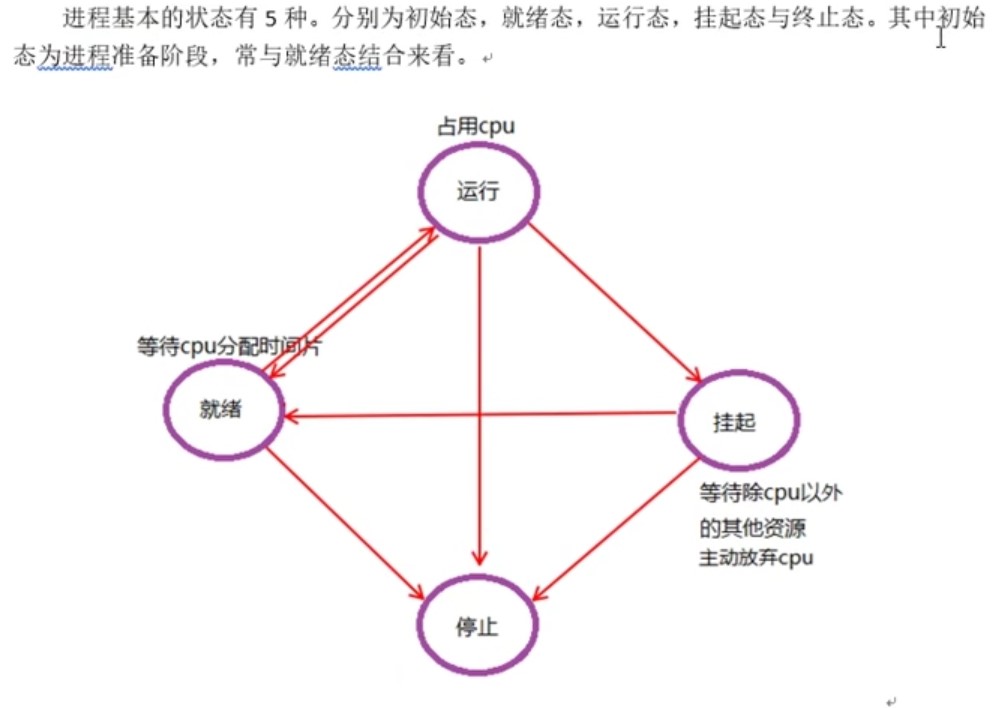 进程基本的状态有 5 种。分别为初始态，就绪态，运行态，挂起态与终止态。其中初始
态为进程准备阶段，常与就绪态结合来看。
占用cpu
运行
等待cpu分配时间片
就绪
挂起
等待除cpu以外
的其他资源
主动放弃cpu
停止